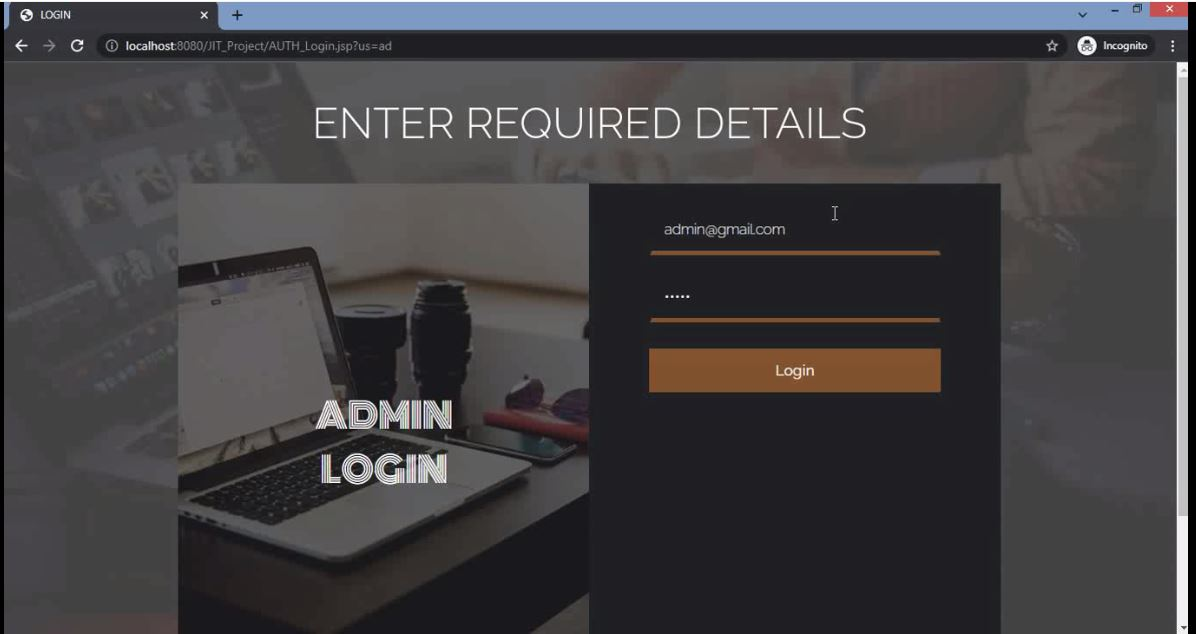 LOGIN
localhost:8080/JIT_Project/AUTH_Login.jsp?us=ad
Incognito
ENTER REQUIRED DETAILS
admin@gmail.com
•••••
Login
ADMIN
LOGIN